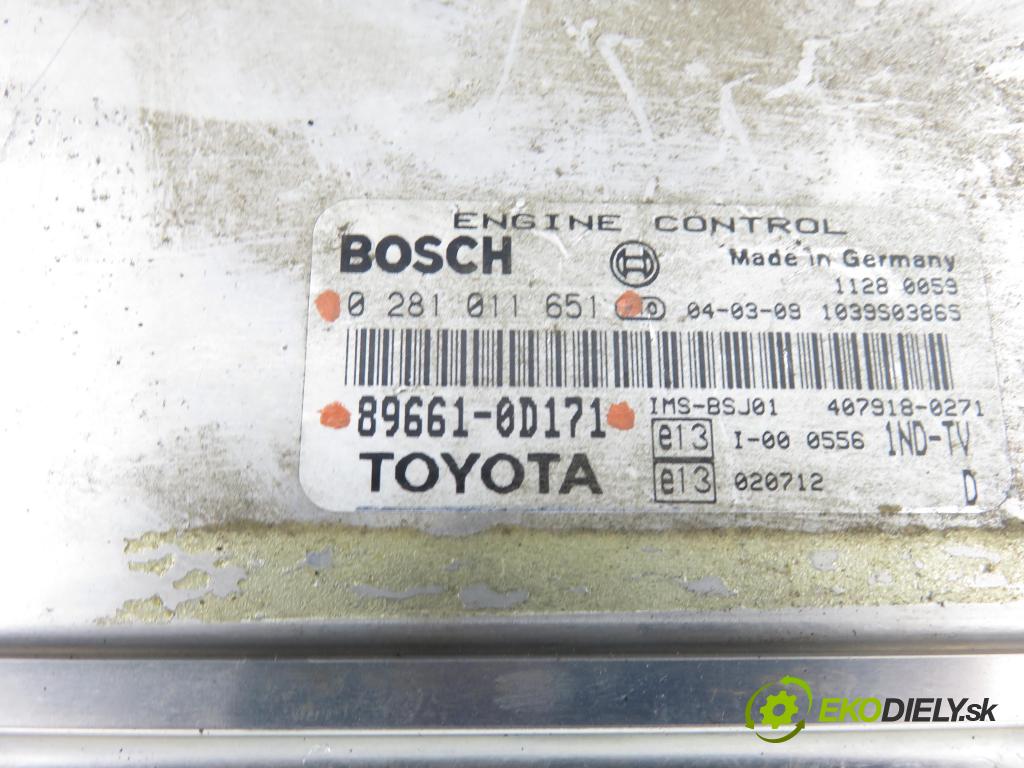 ENGINE CONTROL
BOSCH
Made in Germany
1128 0059
0 281 011 651 04-03-09 1039S03865
89661-0D171 IMS-BSJ01 407918-0271
e13 I-00 0556 1ND-TV
TOYOTA e13 020712 D
EKODIELY.sk